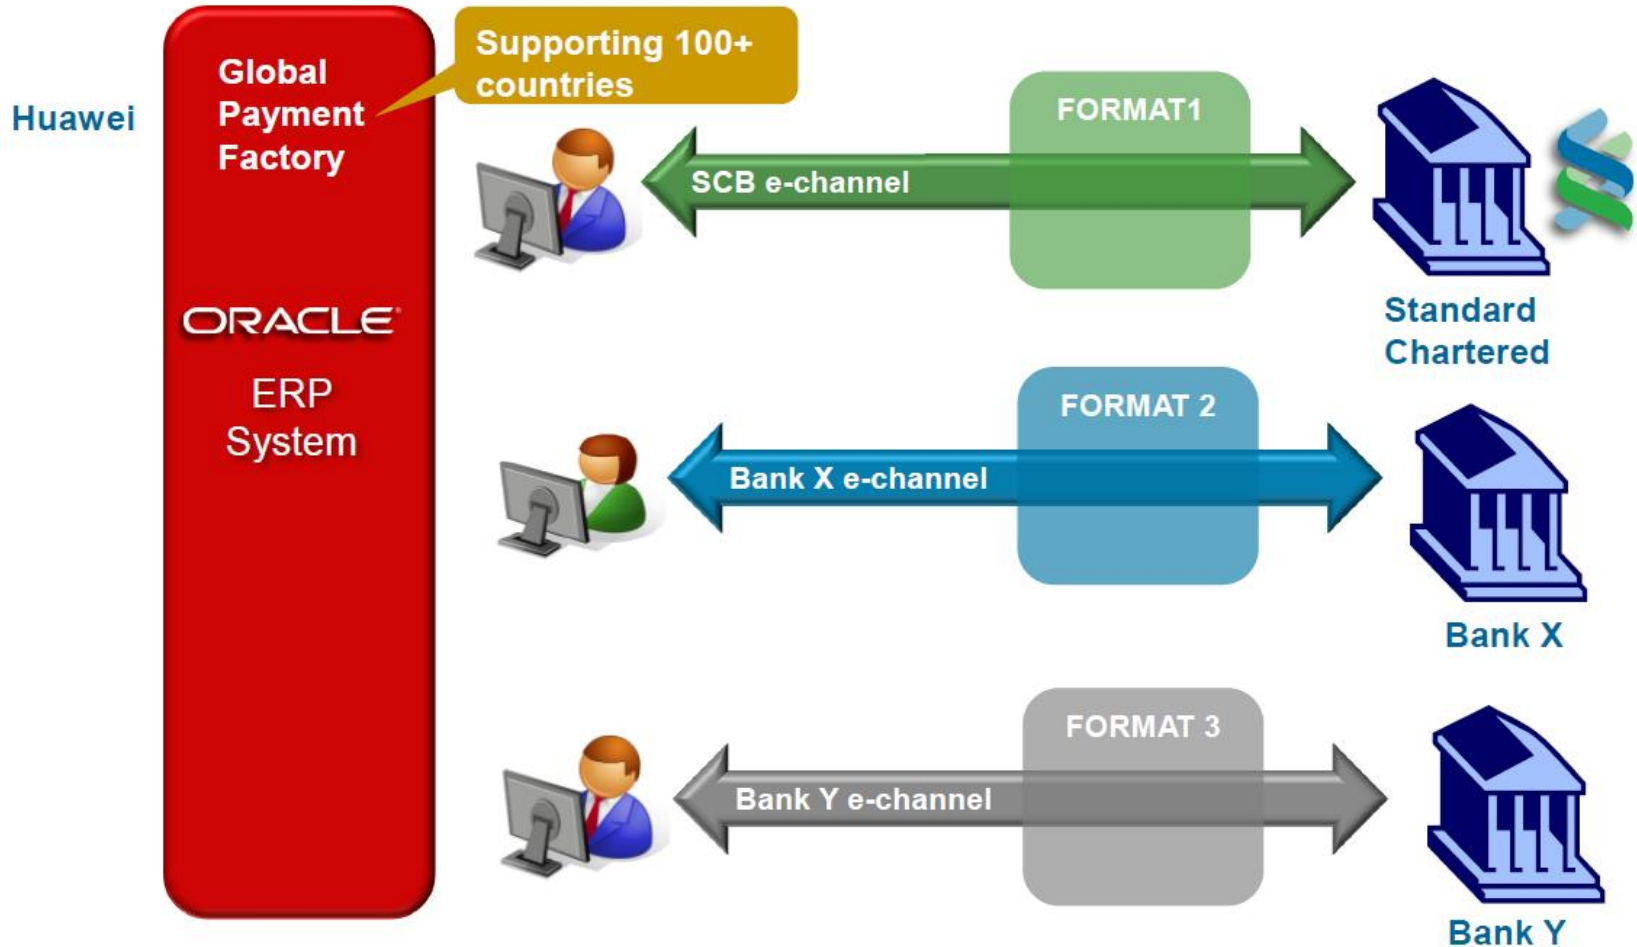 Huawei
Global
Payment
Factory
Supporting 100+
countries
ORACLE®
ERP
System
SCB e-channel
FORMAT1
Standard
Chartered
Bank X e-channel
FORMAT 2
Bank X
Bank Y e-channel
FORMAT 3
Bank Y